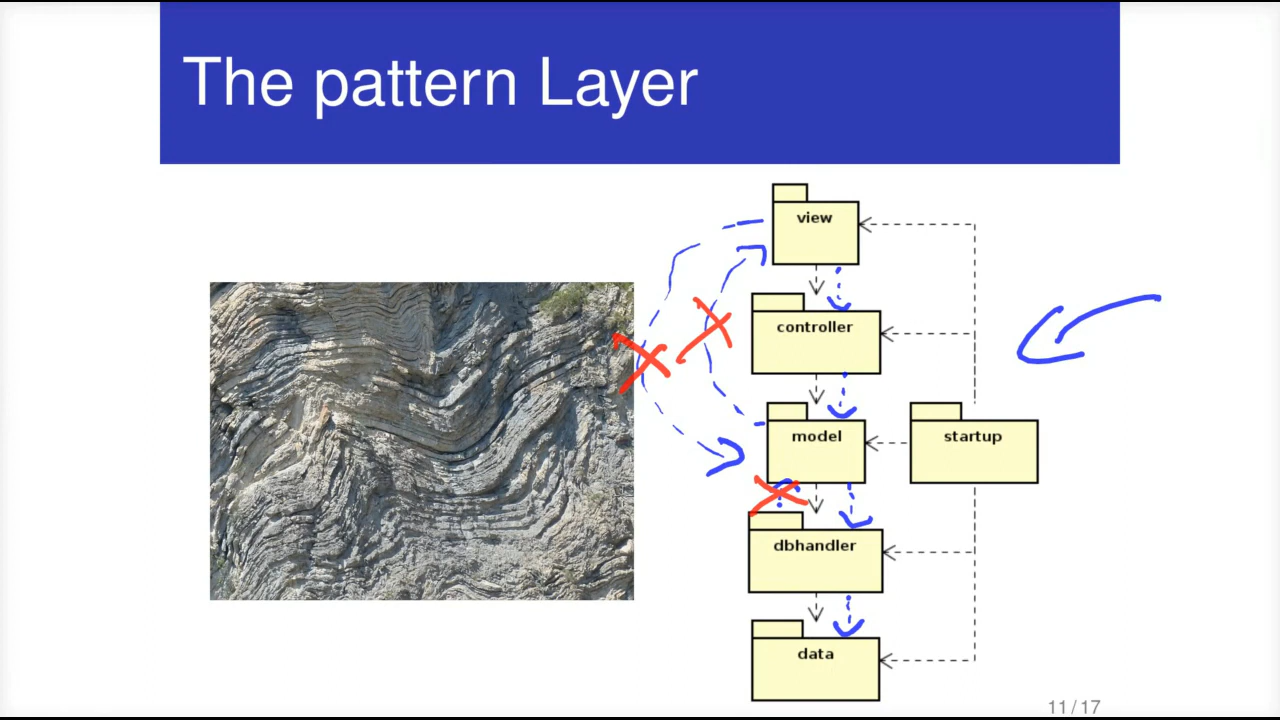 The pattern Layer
view
controller
model
startup
dbhandler
data
11 / 17